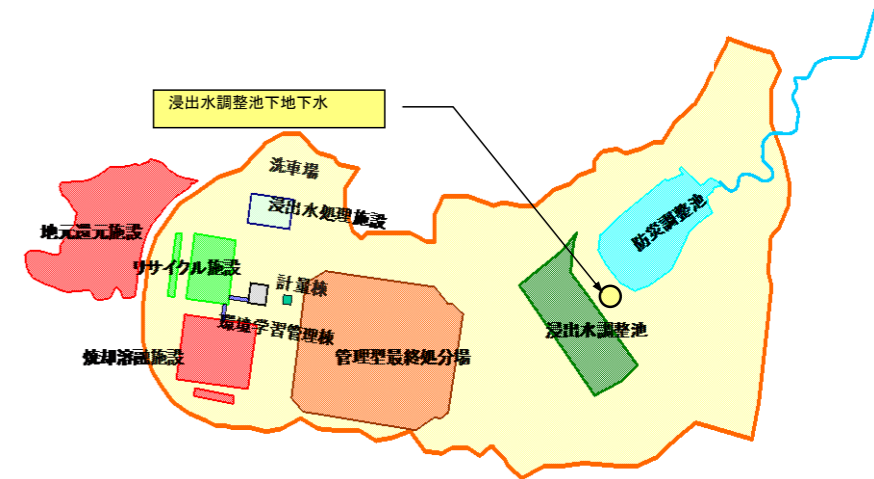 浸出水調整池下地下水
洗車場
浸出水処理施設
地元還元施設
防災調整池
リサイクル施設
計量棟
環境学習管理棟
浸出水調整池
焼却溶融施設
管理型最終処分場